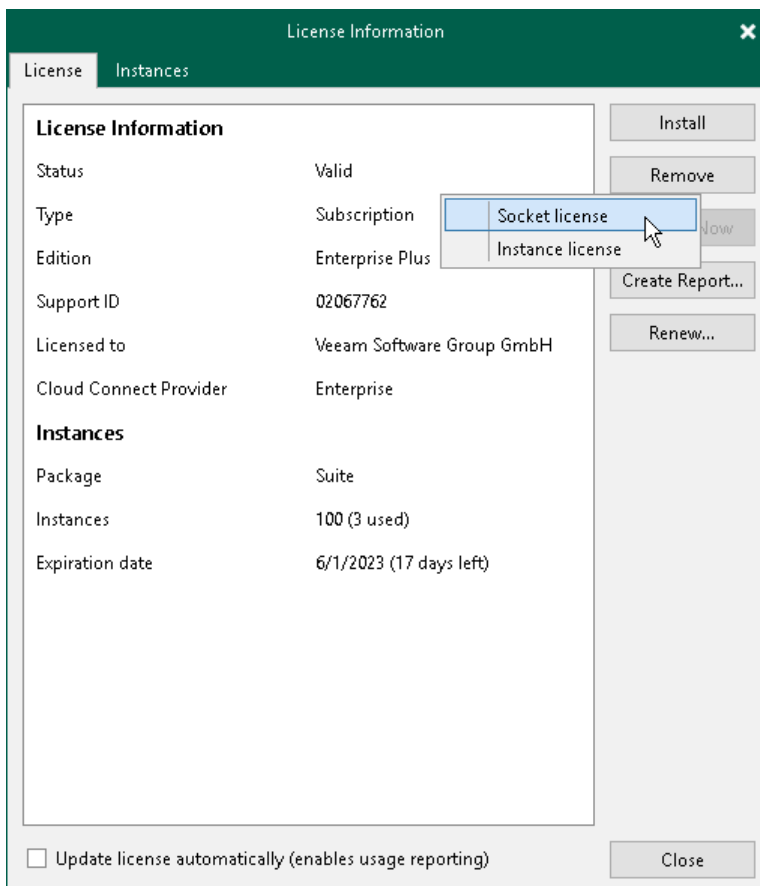 License Information
License Instances
License Information
Install
Status Valid
Remove
Type Subscription
Socket license
Now
Instance license
Edition Enterprise Plus
Create Report...
Support ID 02067762
Renew...
Licensed to Veeam Software Group GmbH
Cloud Connect Provider Enterprise
Instances
Package Suite
Instances 100 (3 used)
Expiration date 6/1/2023 (17 days left)
Update license automatically (enables usage reporting)
Close